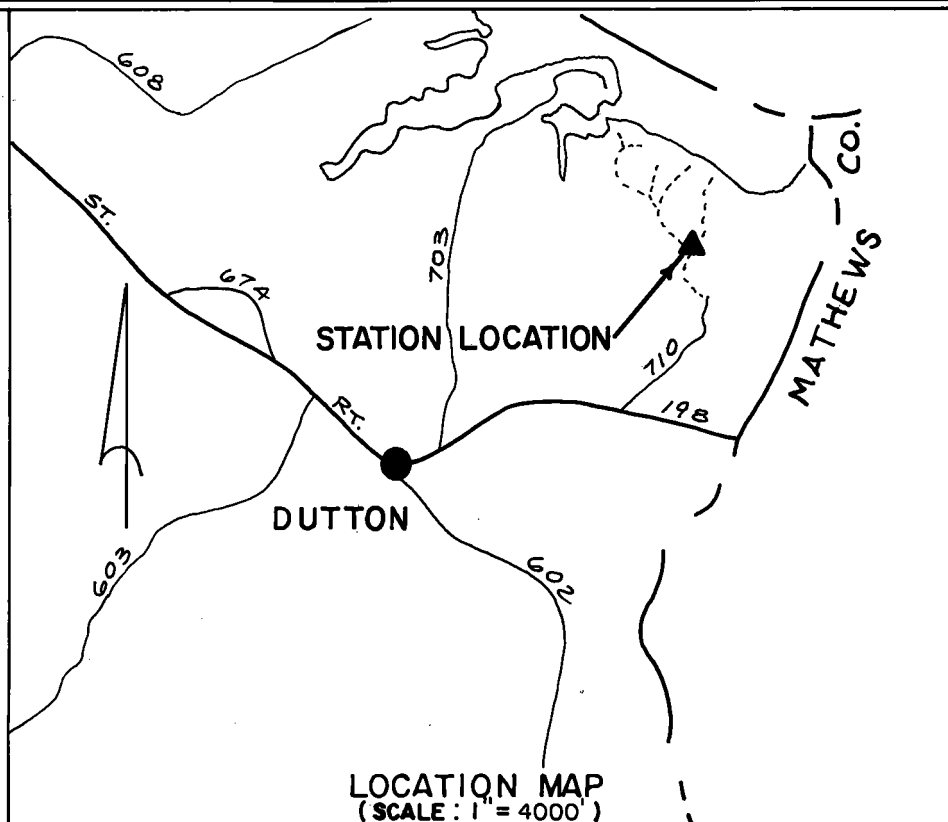 608
CO.
ST.
703
674
MATHEWS
STATION LOCATION
710
RT.
198
DUTTON
603
602
LOCATION MAP
(SCALE: 1" = 4000')